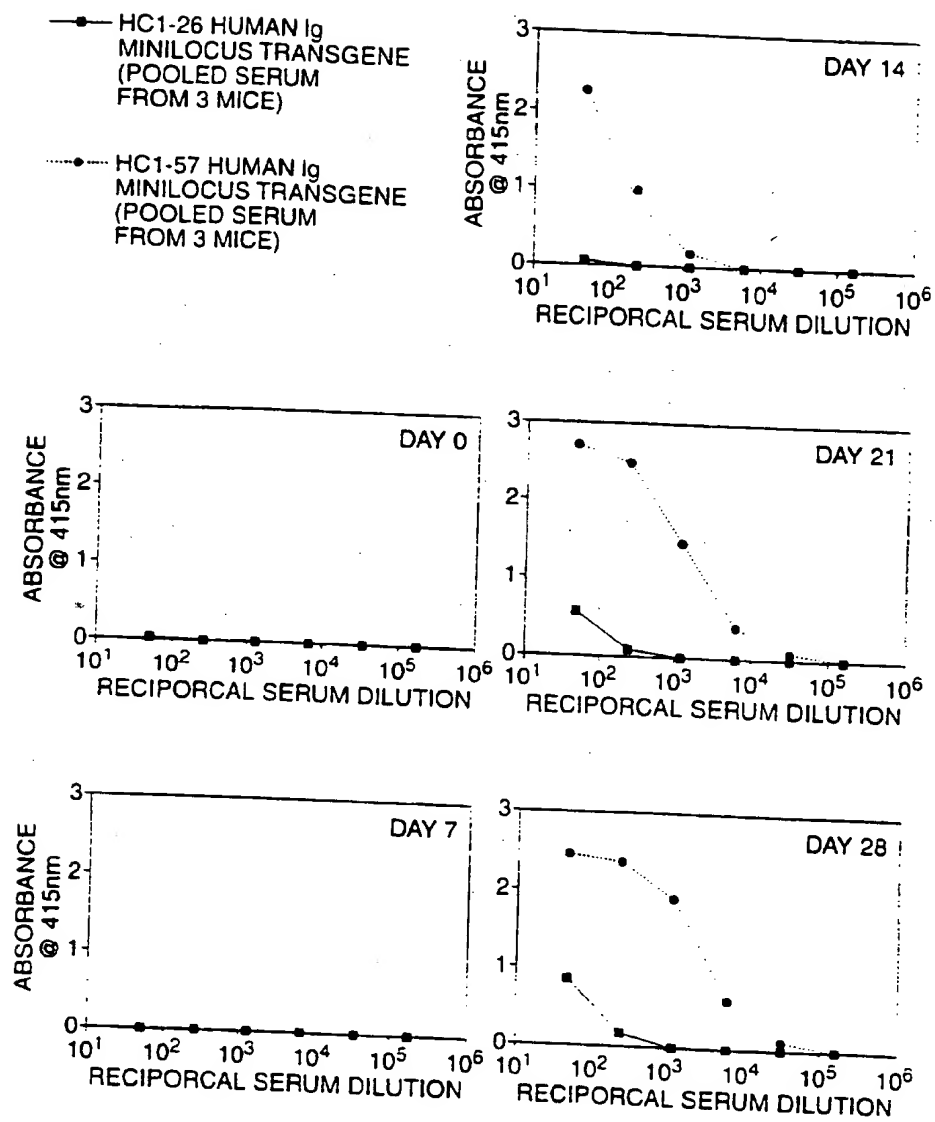 HC1-26 HUMAN Ig
MINILOCUS TRANSGENE
(POOLED SERUM
FROM 3 MICE)
HC1-57 HUMAN Ig
MINILOCUS TRANSGENE
(POOLED SERUM
FROM 3 MICE)
DAY 14
ABSORBANCE
@ 415nm
3
2
1
0
10¹ 10² 10³ 10⁴ 10⁵ 10⁶
RECIPORCAL SERUM DILUTION
DAY 0
ABSORBANCE
@ 415nm
3
2
1
0
10¹ 10² 10³ 10⁴ 10⁵ 10⁶
RECIPORCAL SERUM DILUTION
DAY 21
3
2
1
0
10¹ 10² 10³ 10⁴ 10⁵ 10⁶
RECIPORCAL SERUM DILUTION
DAY 7
ABSORBANCE
@ 415nm
3
2
1
0
10¹ 10² 10³ 10⁴ 10⁵ 10⁶
RECIPORCAL SERUM DILUTION
DAY 28
3
2
1
0
10¹ 10² 10³ 10⁴ 10⁵ 10⁶
RECIPORCAL SERUM DILUTION